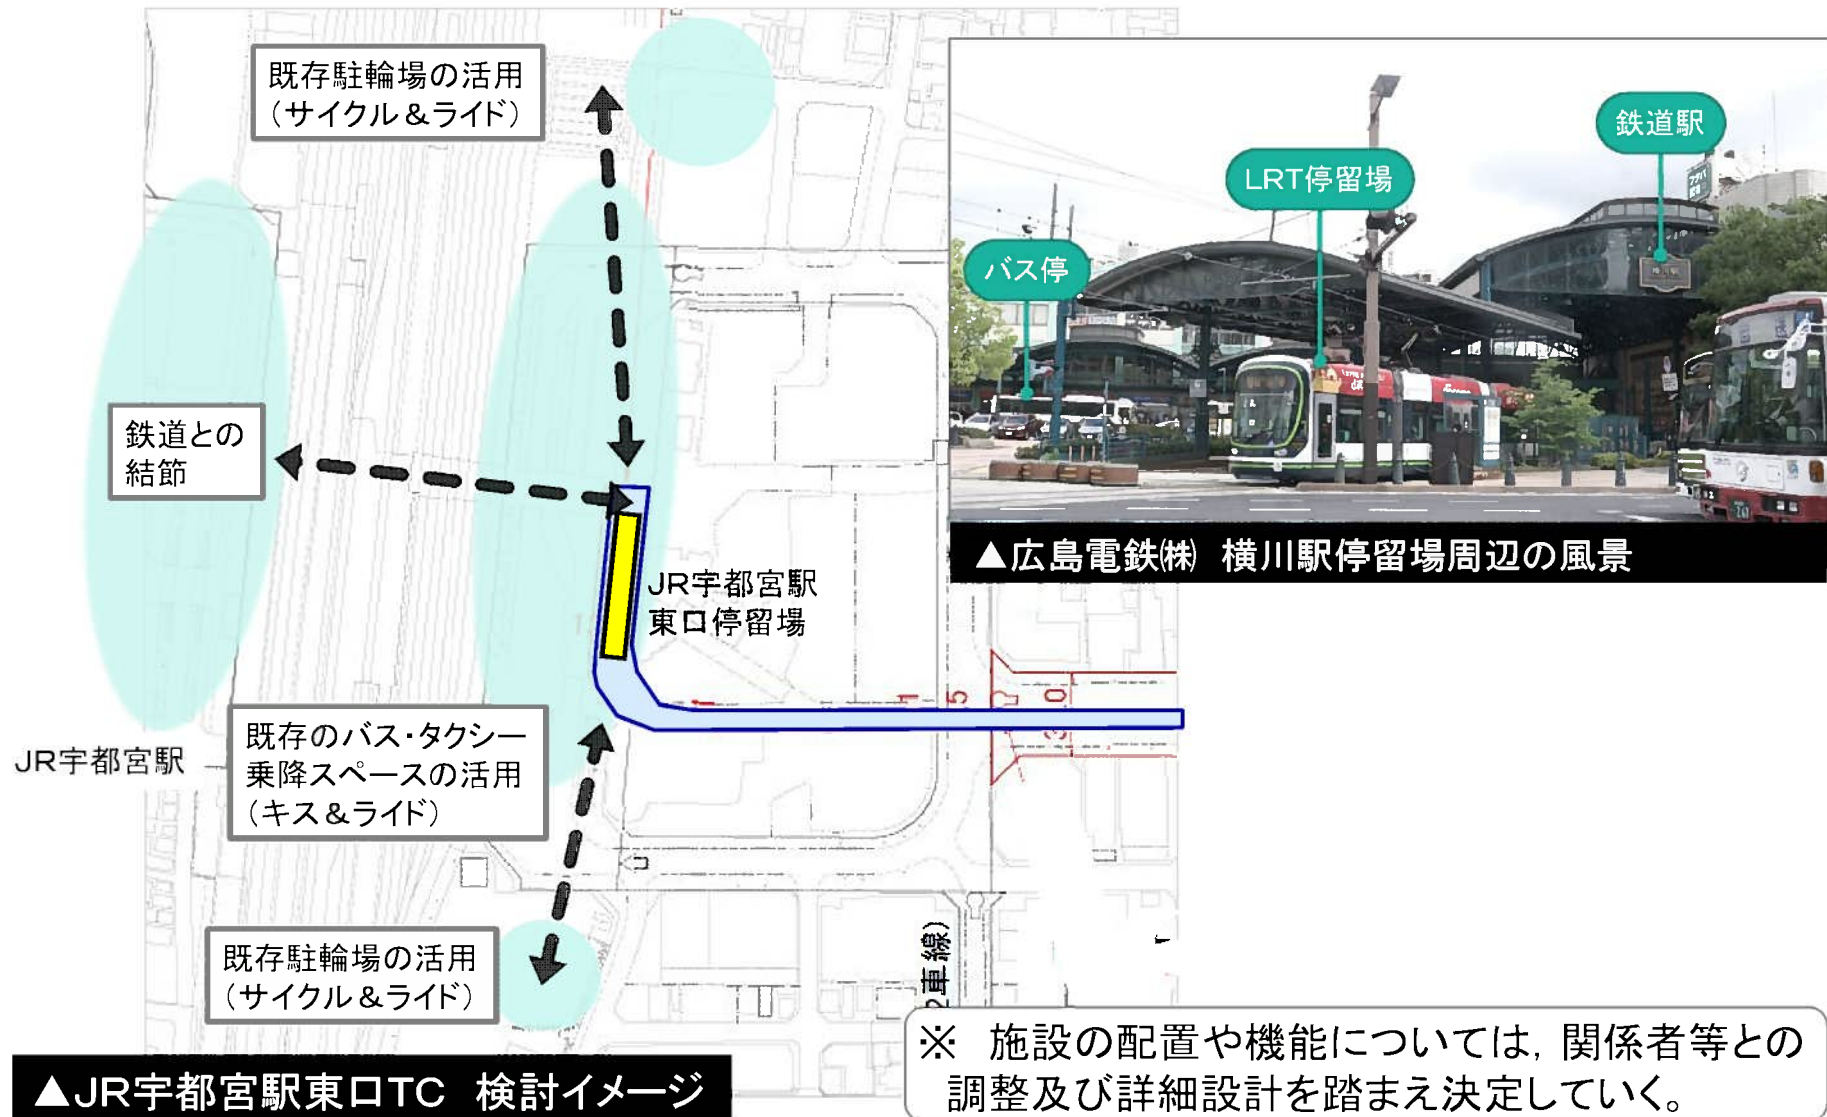 既存駐輪場の活用
（サイクル＆ライド）
鉄道駅
LRT停留場
バス停
鉄道との
結節
▲広島電鉄㈱ 横川駅停留場周辺の風景
JR宇都宮駅
東口停留場
1 5
3 0
既存のバス・タクシー
乗降スペースの活用
（キス＆ライド）
JR宇都宮駅
既存駐輪場の活用
（サイクル＆ライド）
2車線)
※ 施設の配置や機能については，関係者等との
調整及び詳細設計を踏まえ決定していく。
▲JR宇都宮駅東口TC 検討イメージ